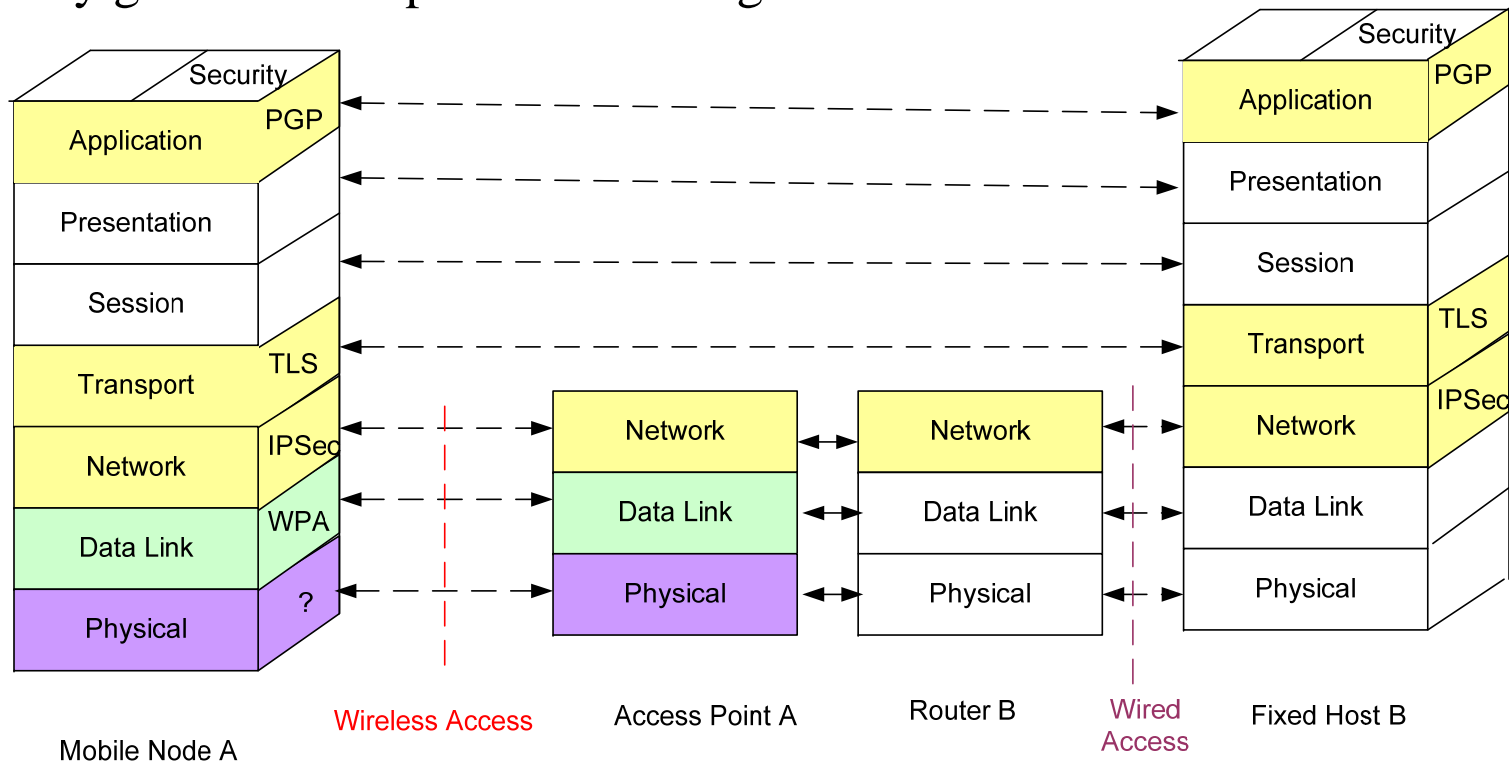 Security
Application
PGP
Presentation
Session
Transport
TLS
Network
IPSec
Data Link
WPA
Physical
?
Mobile Node A
Wireless Access
Network
Data Link
Physical
Access Point A
Network
Data Link
Physical
Router B
Wired
Access
Security
Application
PGP
Presentation
Session
Transport
TLS
Network
IPSec
Data Link
Physical
Fixed Host B